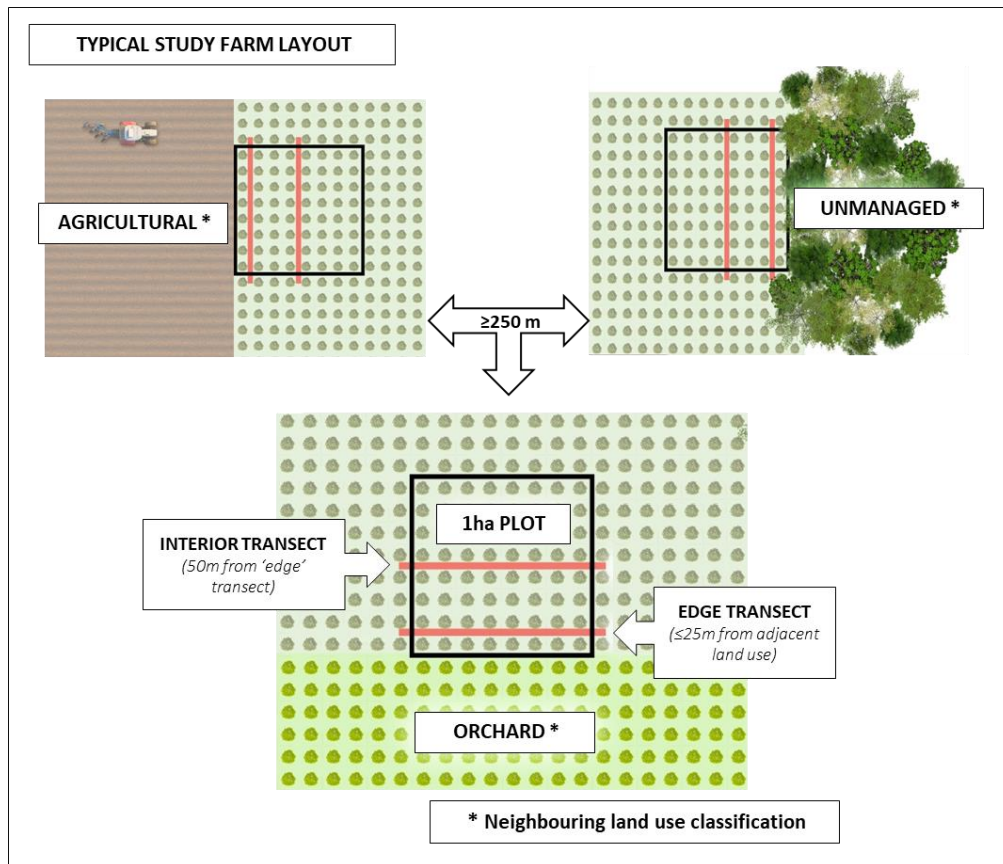 TYPICAL STUDY FARM LAYOUT
AGRICULTURAL *
UNMANAGED *
≥250 m
1ha PLOT
INTERIOR TRANSECT
(50m from ‘edge’
transect)
EDGE TRANSECT
(≤25m from adjacent
land use)
ORCHARD *
* Neighbouring land use classification